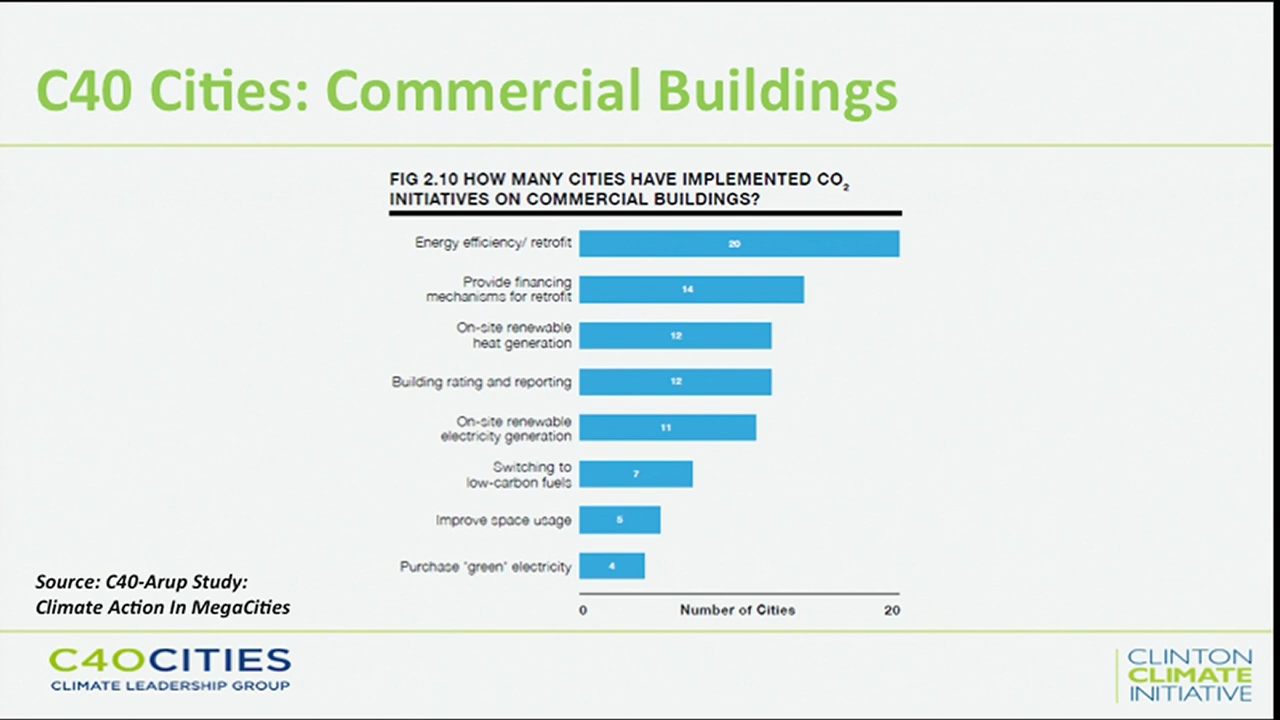 C40 Cities: Commercial Buildings
FIG 2.10 HOW MANY CITIES HAVE IMPLEMENTED CO₂
INITIATIVES ON COMMERCIAL BUILDINGS?
Energy efficiency/ retrofit
20
Provide financing
mechanisms for retrofit
14
On-site renewable
heat generation
12
Building rating and reporting
12
On-site renewable
electricity generation
11
Switching to
low-carbon fuels
7
Improve space usage
5
Purchase 'green' electricity
4
0 Number of Cities 20
Source: C40-Arup Study:
Climate Action In MegaCities
C40CITIES
CLIMATE LEADERSHIP GROUP
CLINTON
CLIMATE
INITIATIVE